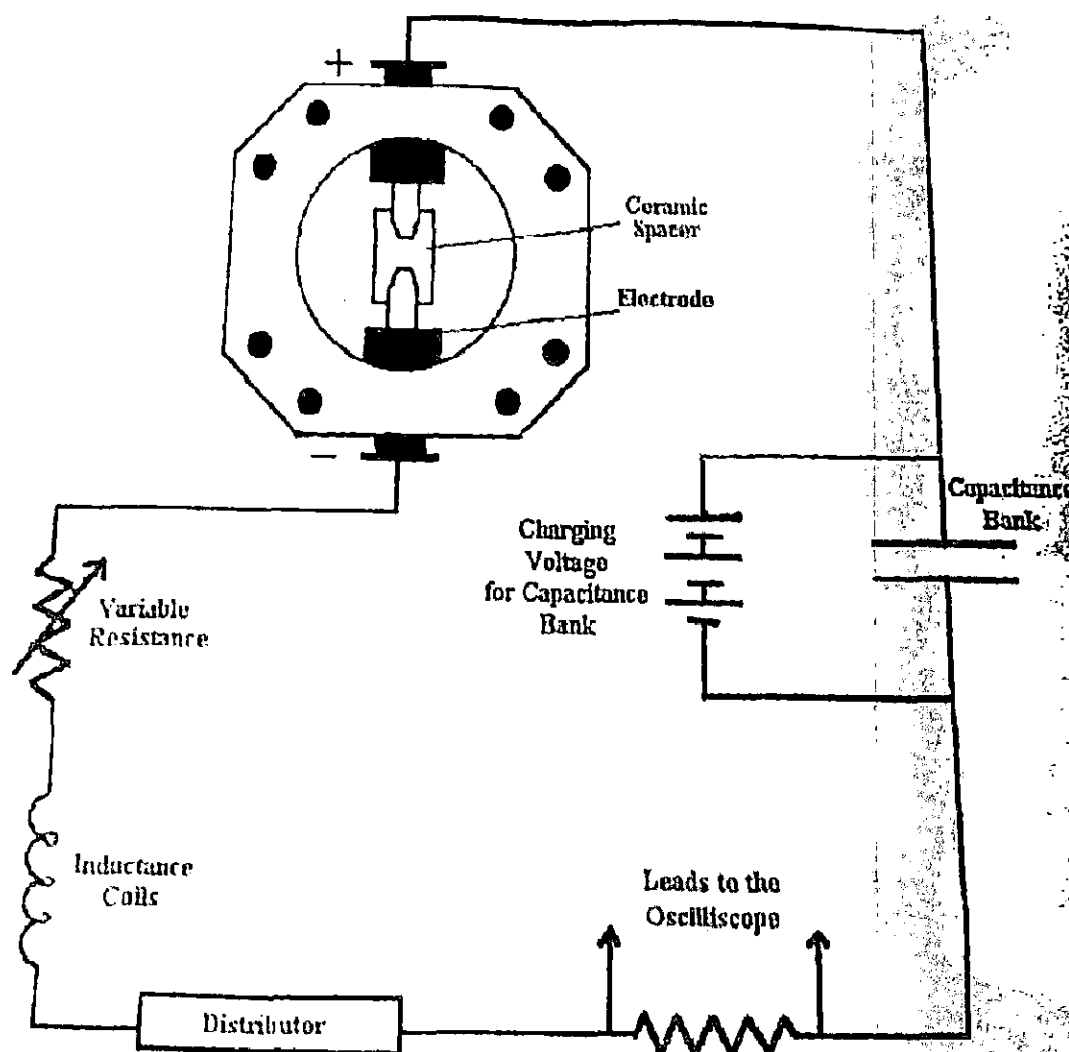 +
Ceramic
Spacer
Electrode
−
Capacitance
Bank
Charging
Voltage
for Capacitance
Bank
Variable
Resistance
Inductance
Coils
Leads to the
Oscilliscope
Distributor